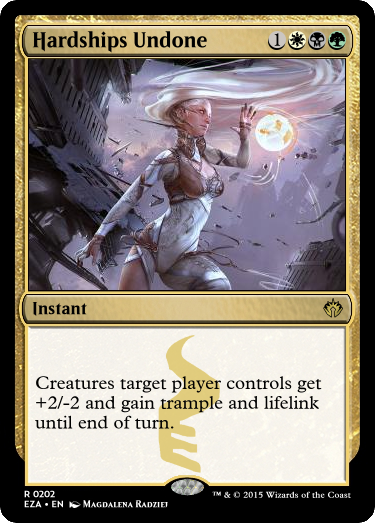 Hardships Undone 1
Instant
Creatures target player controls get
+2/-2 and gain trample and lifelink
until end of turn.
R 0202
EZA • EN Magdalena Radziej
™ & © 2015 Wizards of the Coast